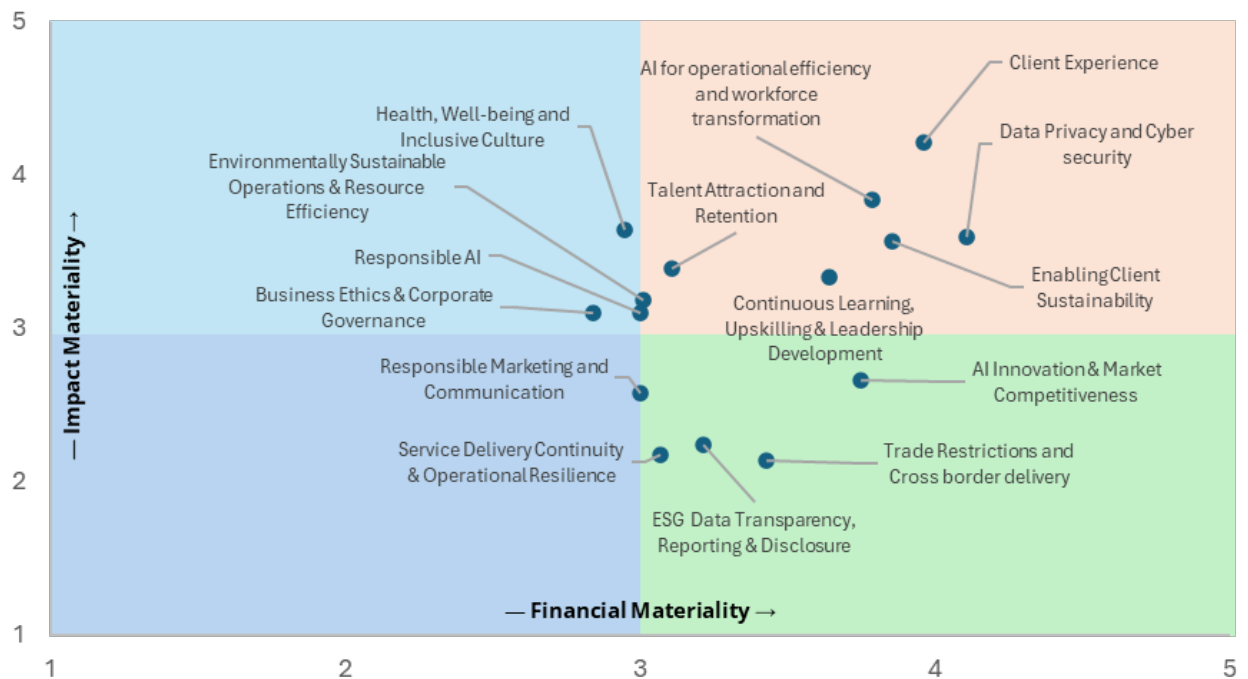 5
AI for operational efficiency
and workforce
transformation
Client Experience
Health, Well-being and
Inclusive Culture
Data Privacy and Cyber
security
Environmentally Sustainable
Operations & Resource
Efficiency
4
Talent Attraction and
Retention
Responsible AI
Enabling Client
Sustainability
Business Ethics & Corporate
Governance
Continuous Learning,
Upskilling & Leadership
Development
3
— Impact Materiality →
Responsible Marketing and
Communication
AI Innovation & Market
Competitiveness
Service Delivery Continuity
& Operational Resilience
Trade Restrictions and
Cross border delivery
2
ESG Data Transparency,
Reporting & Disclosure
— Financial Materiality →
1
1
2
3
4
5